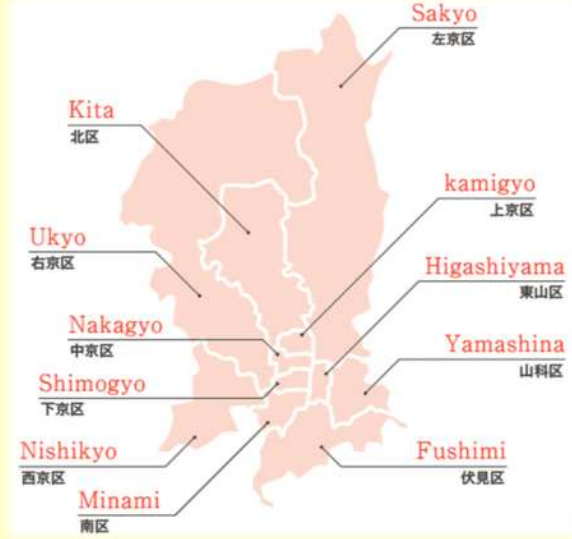 Sakyo
左京区
Kita
北区
kamigyo
上京区
Ukyo
右京区
Higashiyama
東山区
Nakagyo
中京区
Yamashina
山科区
Shimogyo
下京区
Nishikyo
西京区
Fushimi
伏見区
Minami
南区